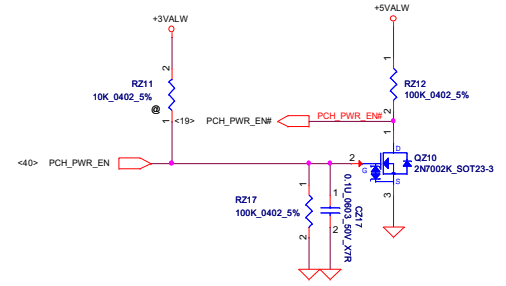 +3VALW
+5VALW
2
RZ11
10K_0402_5%
@
1
<19>
PCH_PWR_EN#
PCH_PWR_EN#
1
RZ12
100K_0402_5%
2
1
D
<40>
PCH_PWR_EN
2
G
S
QZ10
2N7002K_SOT23-3
3
1
RZ17
100K_0402_5%
2
1
2
CZ17
0.1U_0603_50V_X7R